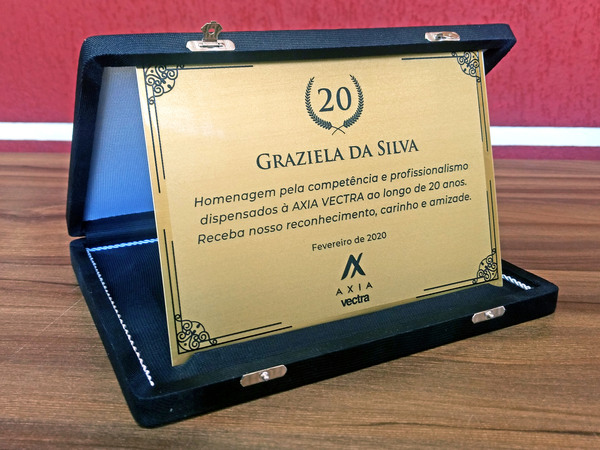 20
GRAZIELA DA SILVA
Homenagem pela competência e profissionalismo
dispensados à AXIA VECTRA ao longo de 20 anos.
Receba nosso reconhecimento, carinho e amizade.
Fevereiro de 2020
AXIA
vectra